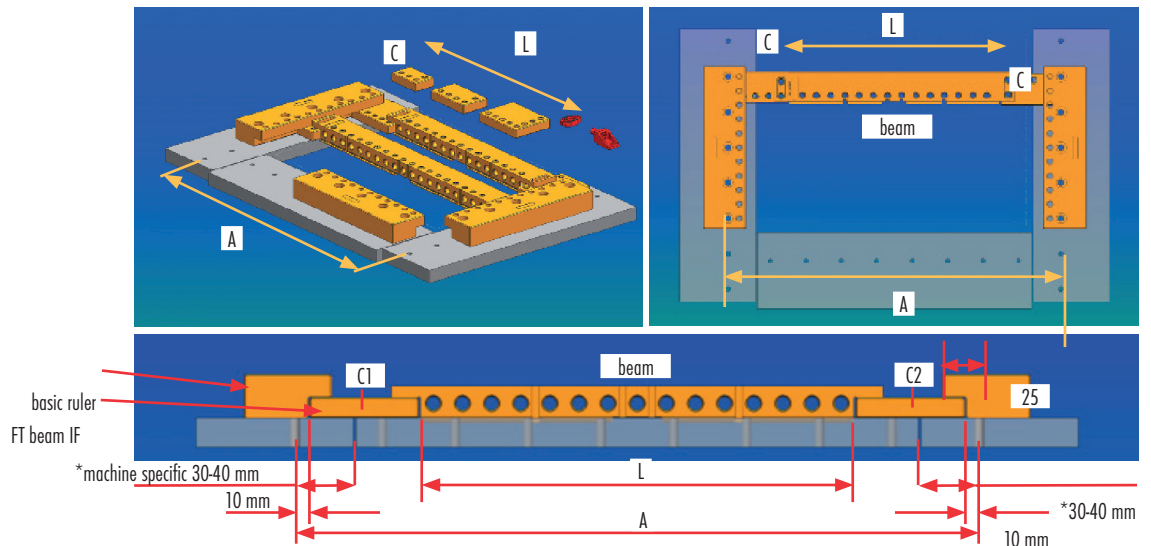 L
C
A
C
L
C
beam
A
beam
C1
C2
25
basic ruler
FT beam IF
*machine specific 30-40 mm
L
10 mm
A
*30-40 mm
10 mm